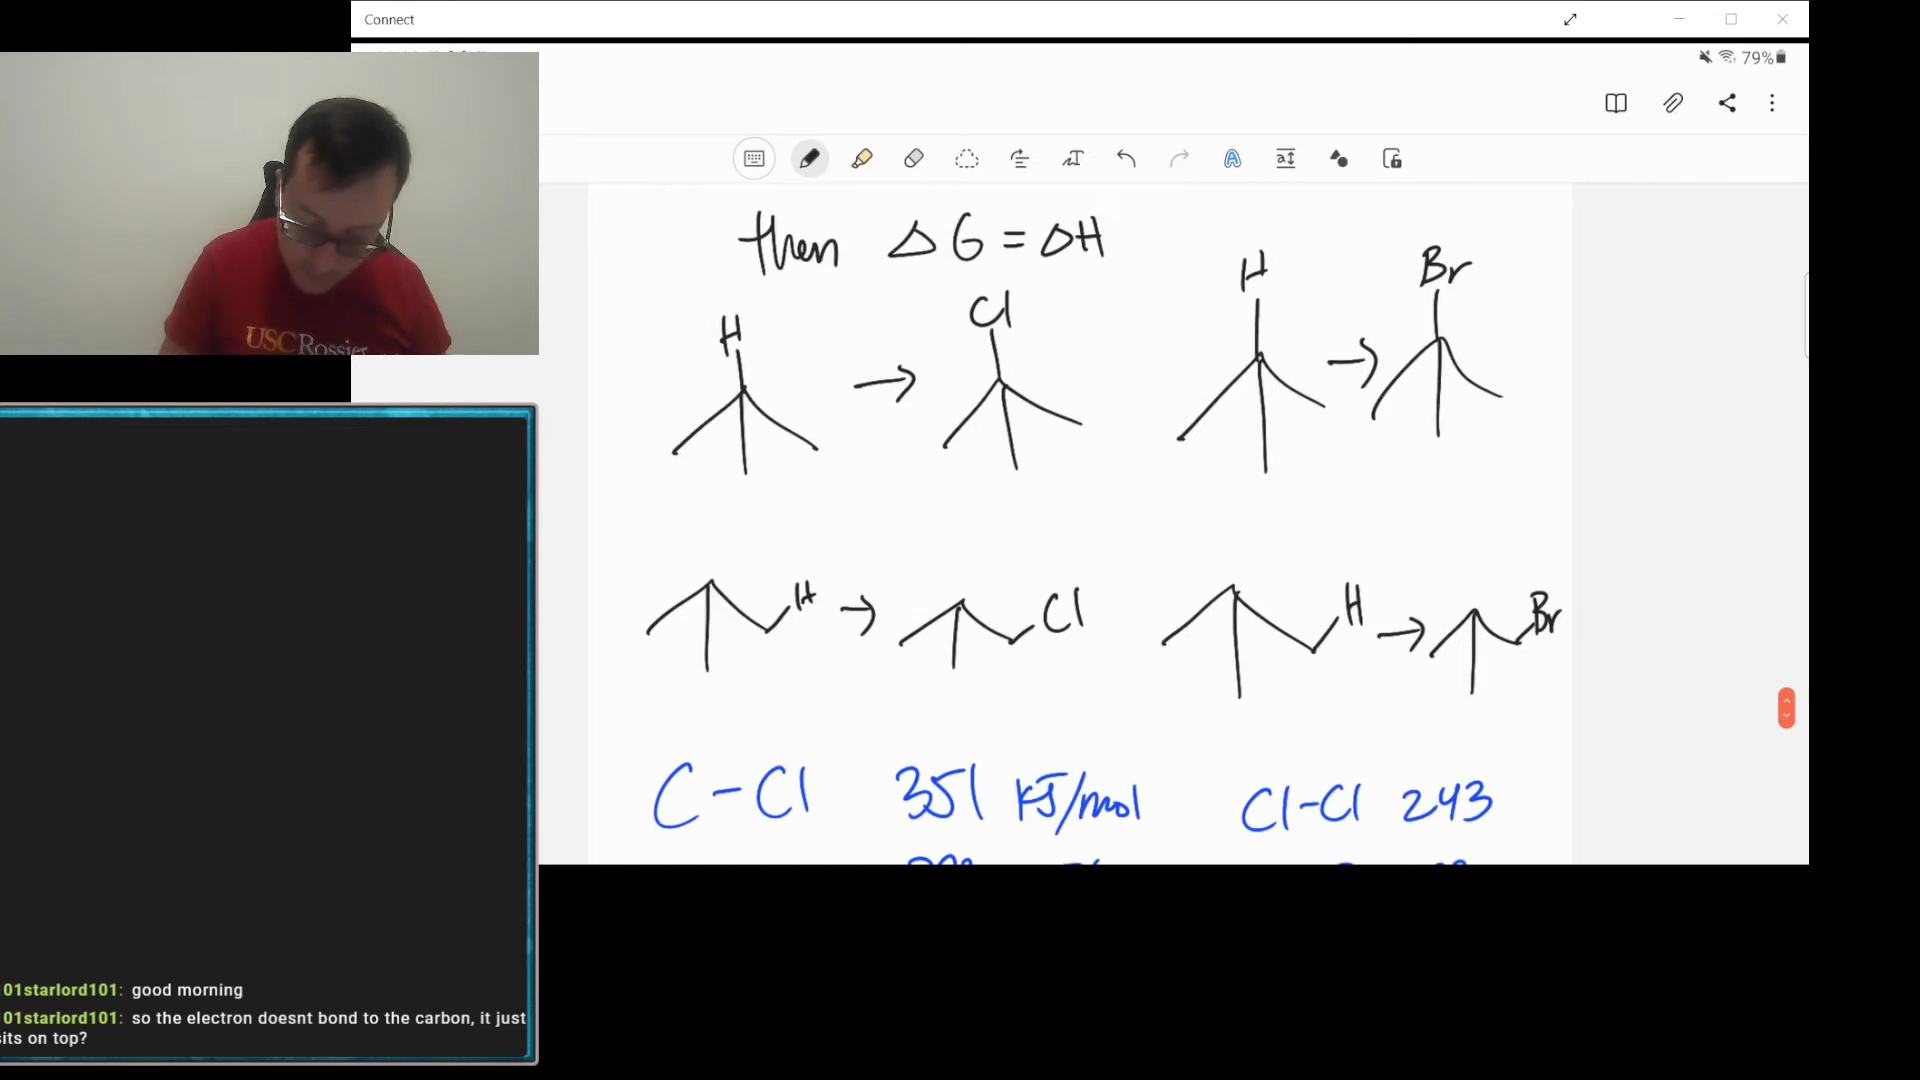 Connect
79%
then ΔG = ΔH
H → Cl
H → Br
H → Cl
H → Br
C-Cl 351 kJ/mol Cl-Cl 243
USC Rossier
01starlord101: good morning
01starlord101: so the electron doesnt bond to the carbon, it just
sits on top?